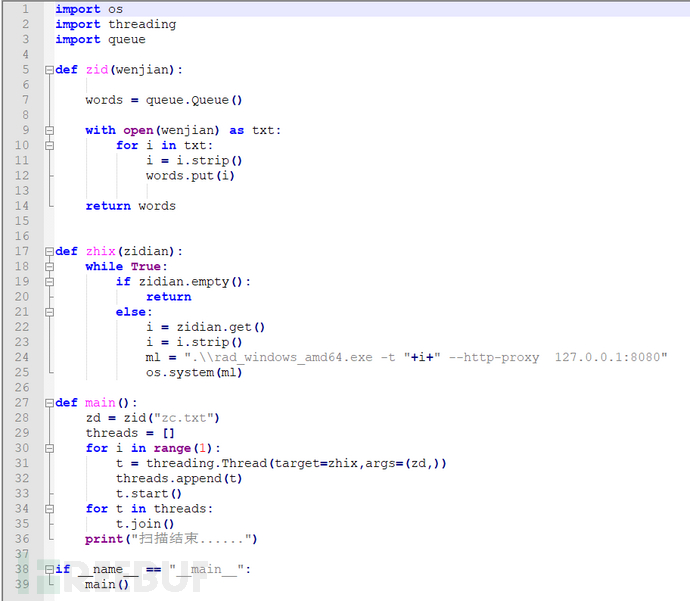 1 import os
2 import threading
3 import queue
4
5 def zid(wenjian):
6
7 words = queue.Queue()
8
9 with open(wenjian) as txt:
10 for i in txt:
11 i = i.strip()
12 words.put(i)
13
14 return words
15
16
17 def zhix(zidian):
18 while True:
19 if zidian.empty():
20 return
21 else:
22 i = zidian.get()
23 i = i.strip()
24 ml = ".\\rad_windows_amd64.exe -t "+i+" --http-proxy  127.0.0.1:8080"
25 os.system(ml)
26
27 def main():
28 zd = zid("zc.txt")
29 threads = []
30 for i in range(1):
31 t = threading.Thread(target=zhix,args=(zd,))
32 threads.append(t)
33 t.start()
34 for t in threads:
35 t.join()
36 print("扫描结束......")
37
38 if __name__ == "__main__":
39 main()
FREEBUF